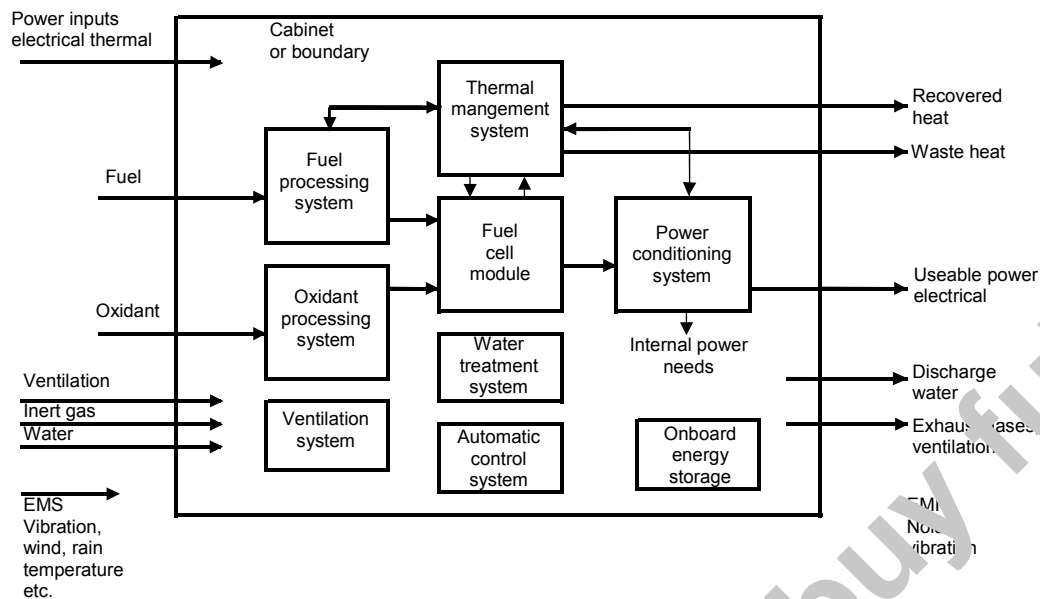 Power inputs
electrical thermal
Cabinet
or boundary
Thermal
mangement
system
Recovered
heat
Waste heat
Fuel
Fuel
processing
system
Fuel
cell
module
Power
conditioning
system
Useable power
electrical
Oxidant
Oxidant
processing
system
Internal power
needs
Water
treatment
system
Discharge
water
Ventilation
Inert gas
Water
Ventilation
system
Automatic
control
system
Onboard
energy
storage
EMS
Vibration,
wind, rain
temperature
etc.
vibration
buy